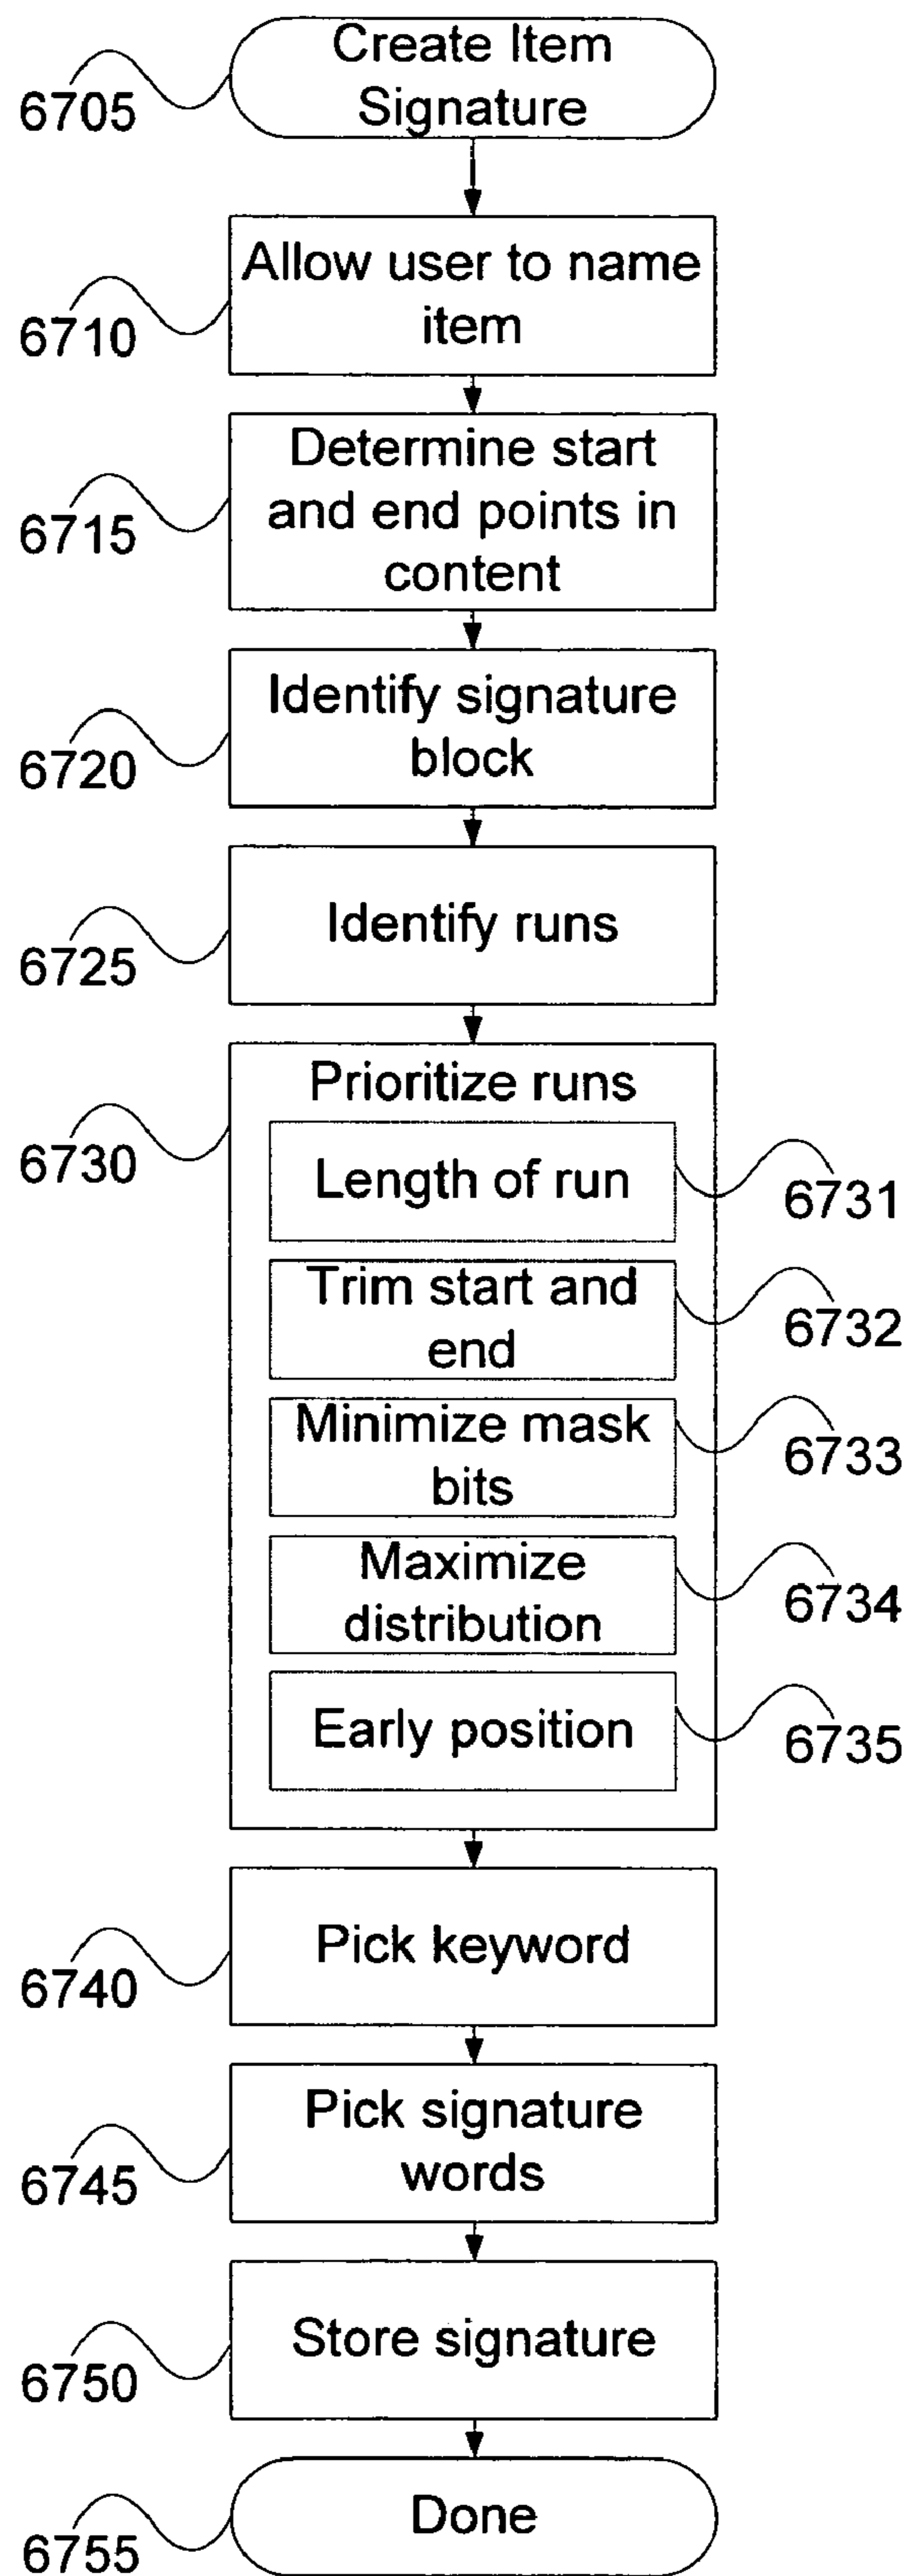 Create Item
Signature
6705
Allow user to name
item
6710
Determine start
and end points in
content
6715
Identify signature
block
6720
Identify runs
6725
Prioritize runs
6730
Length of run
6731
Trim start and
end
6732
Minimize mask
bits
6733
Maximize
distribution
6734
Early position
6735
Pick keyword
6740
Pick signature
words
6745
Store signature
6750
Done
6755